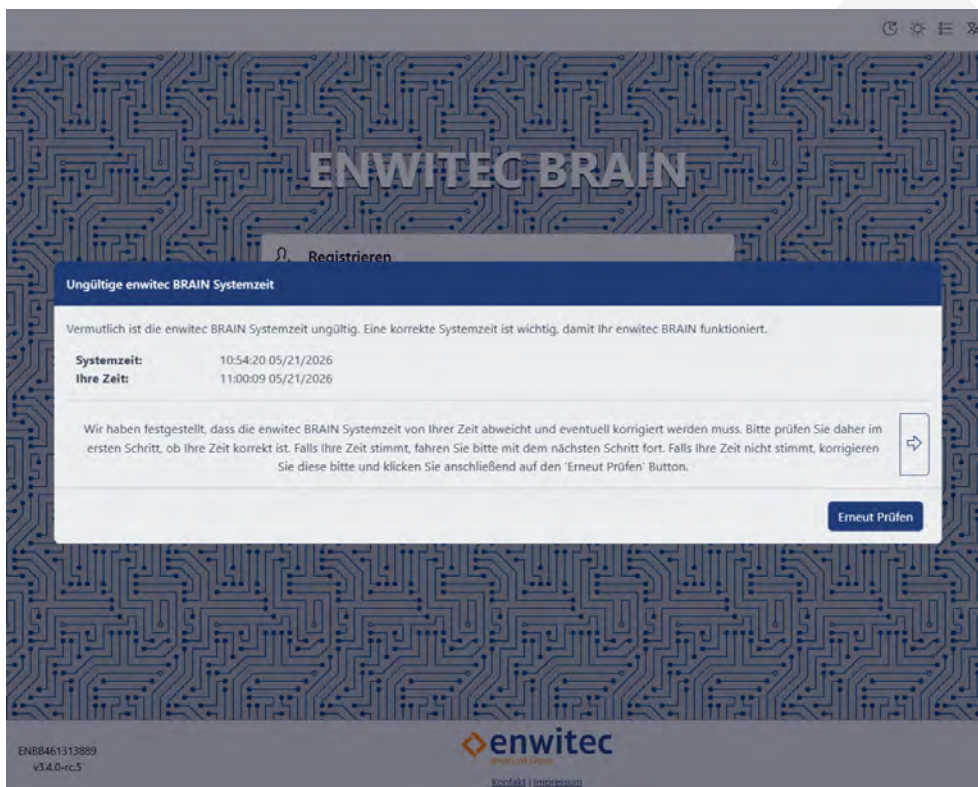 ENWITEC BRAIN
Registrieren
Ungültige enwitec BRAIN Systemzeit
Vermutlich ist die enwitec BRAIN Systemzeit ungültig. Eine korrekte Systemzeit ist wichtig, damit Ihr enwitec BRAIN funktioniert.
Systemzeit: 10:54:20 05/21/2026
Ihre Zeit: 11:00:09 05/21/2026
Wir haben festgestellt, dass die enwitec BRAIN Systemzeit von Ihrer Zeit abweicht und eventuell korrigiert werden muss. Bitte prüfen Sie daher im
ersten Schritt, ob Ihre Zeit korrekt ist. Falls Ihre Zeit stimmt, fahren Sie bitte mit dem nächsten Schritt fort. Falls Ihre Zeit nicht stimmt, korrigieren
Sie diese bitte und klicken Sie anschließend auf den 'Erneut Prüfen' Button.
Erneut Prüfen
ENBB461313889
v3.4.0-rc.5
enwitec
Kontakt | Impressum